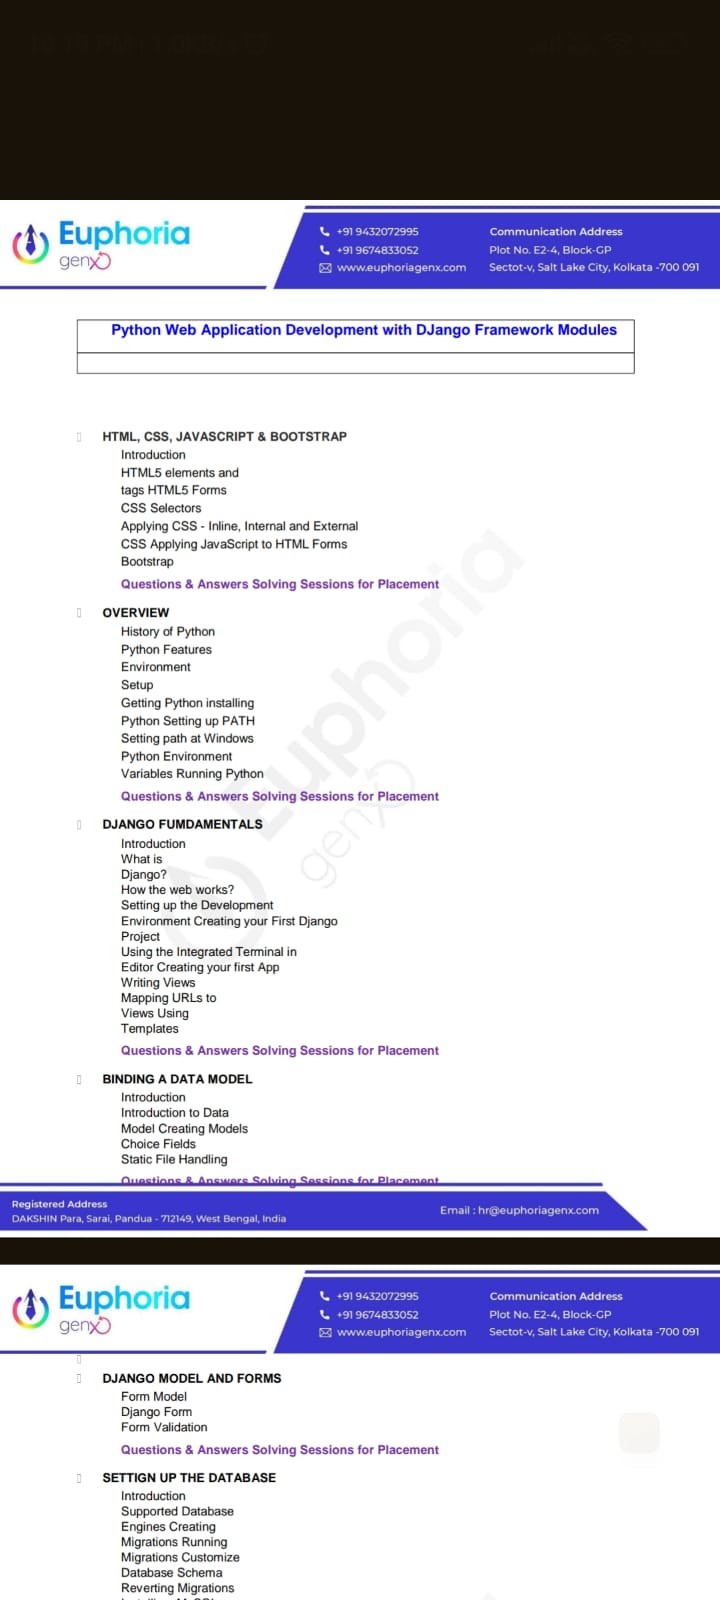 Euphoria
genx
+91 9432072995
+91 9674833052
www.euphoriagenx.com
Communication Address
Plot No. E2-4, Block-GP
Sectot-v, Salt Lake City, Kolkata -700 091
Python Web Application Development with DJango Framework Modules
HTML, CSS, JAVASCRIPT & BOOTSTRAP
Introduction
HTML5 elements and
tags HTML5 Forms
CSS Selectors
Applying CSS - Inline, Internal and External
CSS Applying JavaScript to HTML Forms
Bootstrap
Questions & Answers Solving Sessions for Placement
OVERVIEW
History of Python
Python Features
Environment
Setup
Getting Python installing
Python Setting up PATH
Setting path at Windows
Python Environment
Variables Running Python
Questions & Answers Solving Sessions for Placement
DJANGO FUMDAMENTALS
Introduction
What is
Django?
How the web works?
Setting up the Development
Environment Creating your First Django
Project
Using the Integrated Terminal in
Editor Creating your first App
Writing Views
Mapping URLs to
Views Using
Templates
Questions & Answers Solving Sessions for Placement
BINDING A DATA MODEL
Introduction
Introduction to Data
Model Creating Models
Choice Fields
Static File Handling
Questions & Answers Solving Sessions for Placement
Euphoria
genx
Registered Address
DAKSHIN Para, Sarai, Pandua - 712149, West Bengal, India
Email : hr@euphoriagenx.com
Euphoria
genx
+91 9432072995
+91 9674833052
www.euphoriagenx.com
Communication Address
Plot No. E2-4, Block-GP
Sectot-v, Salt Lake City, Kolkata -700 091
DJANGO MODEL AND FORMS
Form Model
Django Form
Form Validation
Questions & Answers Solving Sessions for Placement
SETTIGN UP THE DATABASE
Introduction
Supported Database
Engines Creating
Migrations Running
Migrations Customize
Database Schema
Reverting Migrations